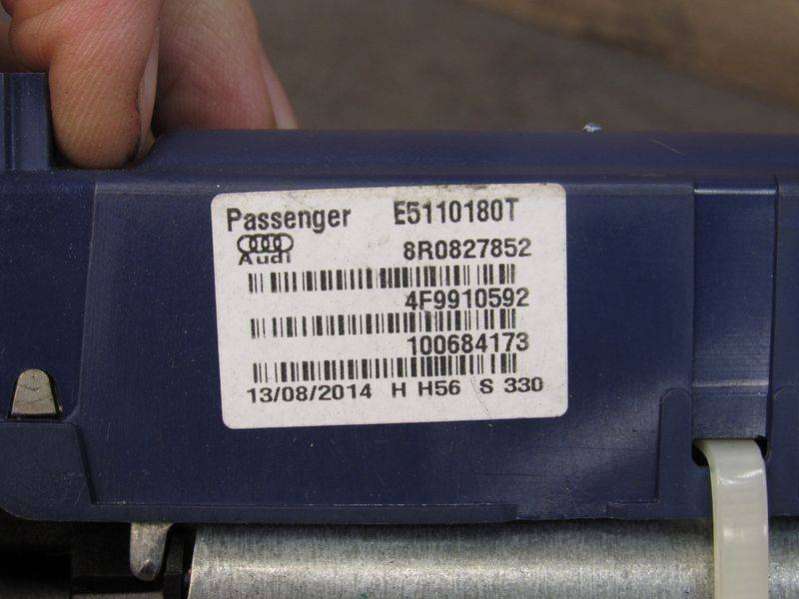 Passenger E5110180T
Audi 8R0827852
4F9910592
100684173
13/08/2014 H H56 S 330